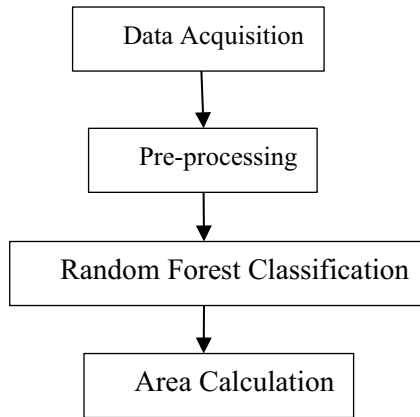 Data Acquisition
Pre-processing
Random Forest Classification
Area Calculation